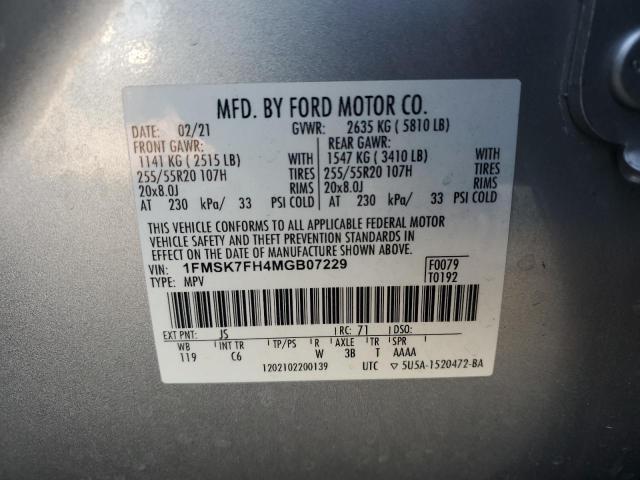 MFD. BY FORD MOTOR CO.
DATE: 02/21 GVWR: 2635 KG ( 5810 LB)
FRONT GAWR: REAR GAWR:
1141 KG ( 2515 LB) WITH 1547 KG ( 3410 LB) WITH
255/55R20 107H TIRES 255/55R20 107H TIRES
20x8.0J RIMS 20x8.0J RIMS
AT 230 kPa/ 33 PSI COLD AT 230 kPa/ 33 PSI COLD
THIS VEHICLE CONFORMS TO ALL APPLICABLE FEDERAL MOTOR
VEHICLE SAFETY AND THEFT PREVENTION STANDARDS IN
EFFECT ON THE DATE OF MANUFACTURE SHOWN ABOVE.
VIN: 1FMSK7FH4MGB07229 F0079
TYPE: MPV T0192
EXT PNT: JS RC: 71 DSO:
WB INT TR TP/PS R AXLE TR SPR
119 C6 W 3B T AAAA
1202102200139 UTC ▽ 5U5A-1520472-BA